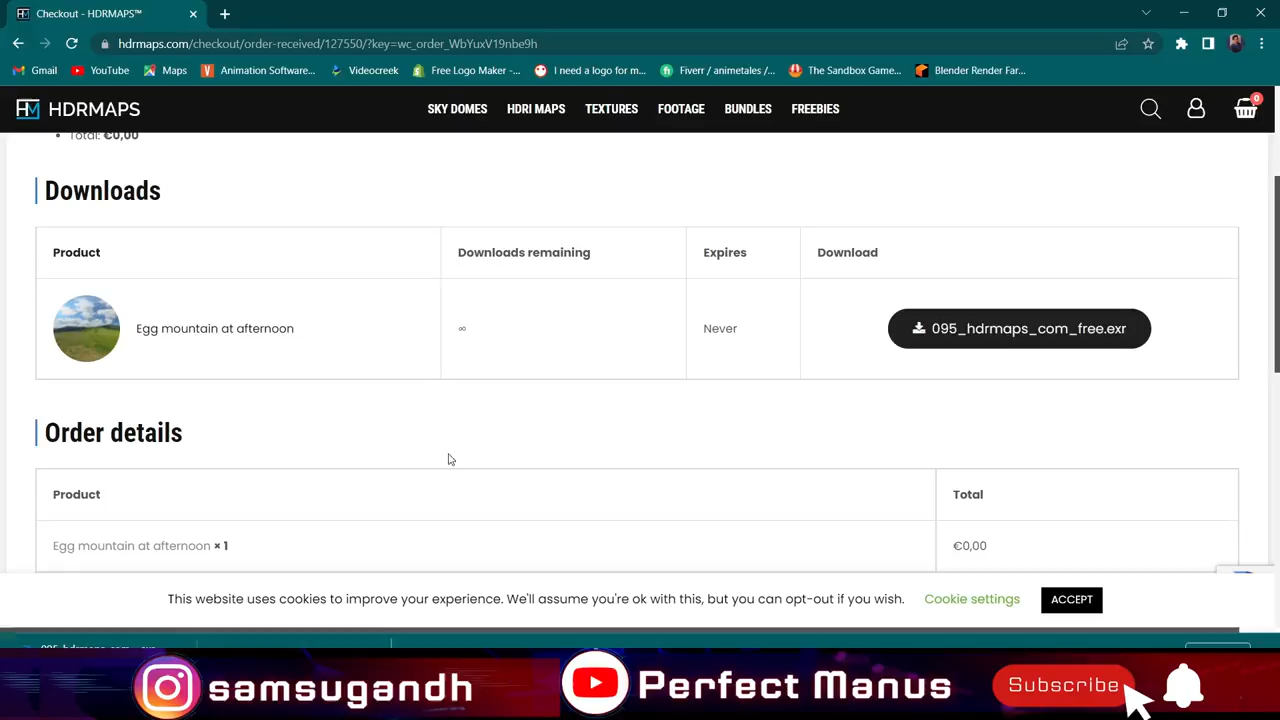 Checkout - HDRMAPS™
hdrmaps.com/checkout/order-received/127550/?key=wc_order_WbYuxV19nbe9h
Gmail YouTube Maps Animation Software... Videocreek Free Logo Maker -... I need a logo for m... Fiverr / animetales /... The Sandbox Game... Blender Render Far...
HDRMAPS SKY DOMES HDRI MAPS TEXTURES FOOTAGE BUNDLES FREEBIES 0
Total: €0,00
Downloads
Product Downloads remaining Expires Download
Egg mountain at afternoon ∞ Never 095_hdrmaps_com_free.exr
Order details
Product Total
Egg mountain at afternoon × 1 €0,00
This website uses cookies to improve your experience. We'll assume you're ok with this, but you can opt-out if you wish. Cookie settings ACCEPT
samsugandh Perfect Manus Subscribe